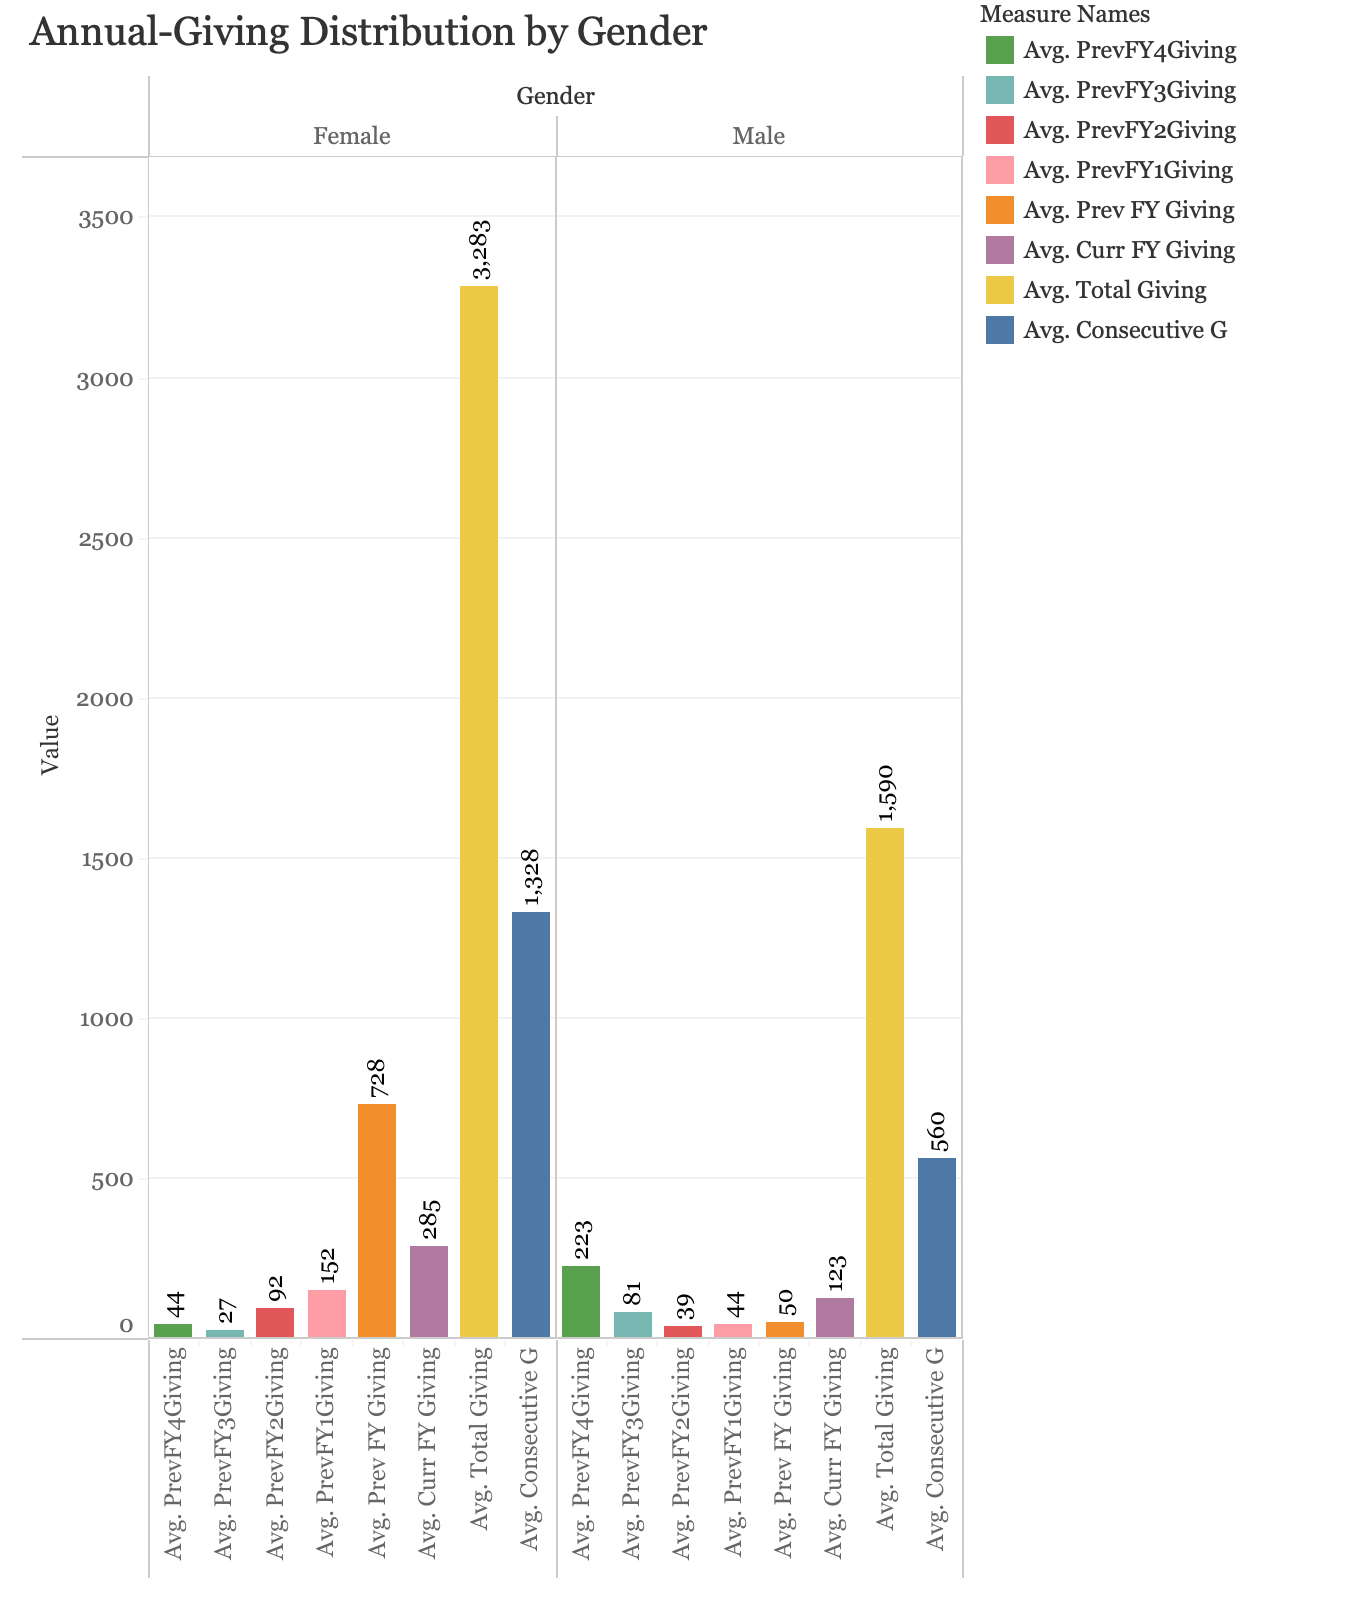 Annual-Giving Distribution by Gender
Measure Names
Avg. PrevFY4Giving
Avg. PrevFY3Giving
Avg. PrevFY2Giving
Avg. PrevFY1Giving
Avg. Prev FY Giving
Avg. Curr FY Giving
Avg. Total Giving
Avg. Consecutive G
Gender
Female
Male
Value
3500
3000
2500
2000
1500
1000
500
0
44
27
92
152
728
285
3,283
1,328
223
81
39
44
50
123
1,590
560
Avg. PrevFY4Giving
Avg. PrevFY3Giving
Avg. PrevFY2Giving
Avg. PrevFY1Giving
Avg. Prev FY Giving
Avg. Curr FY Giving
Avg. Total Giving
Avg. Consecutive G
Avg. PrevFY4Giving
Avg. PrevFY3Giving
Avg. PrevFY2Giving
Avg. PrevFY1Giving
Avg. Prev FY Giving
Avg. Curr FY Giving
Avg. Total Giving
Avg. Consecutive G